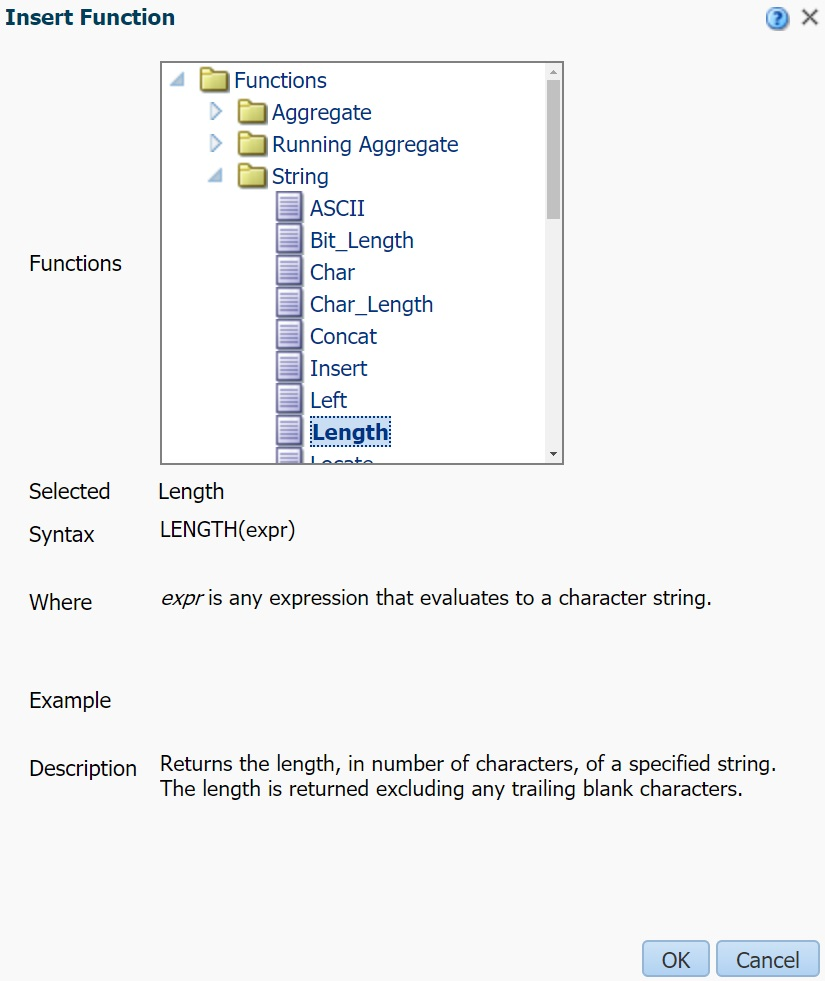 Insert Function
Functions
Aggregate
Running Aggregate
String
ASCII
Bit_Length
Char
Char_Length
Concat
Insert
Left
Length
Locate
Functions
Selected Length
Syntax LENGTH(expr)
Where expr is any expression that evaluates to a character string.
Example
Description Returns the length, in number of characters, of a specified string.
The length is returned excluding any trailing blank characters.
OK Cancel